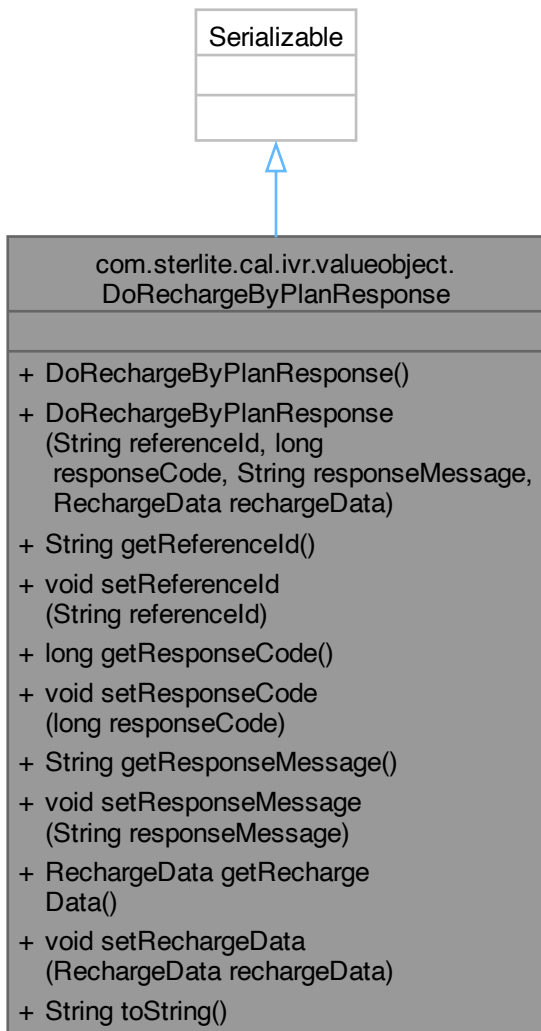 Serializable
com.sterlite.cal.ivr.valueobject.
DoRechargeByPlanResponse
+ DoRechargeByPlanResponse()
+ DoRechargeByPlanResponse
(String referenceId, long
responseCode, String responseMessage,
RechargeData rechargeData)
+ String getReferenceId()
+ void setReferenceId
(String referenceId)
+ long getResponseCode()
+ void setResponseCode
(long responseCode)
+ String getResponseMessage()
+ void setResponseMessage
(String responseMessage)
+ RechargeData getRecharge
Data()
+ void setRechargeData
(RechargeData rechargeData)
+ String toString()